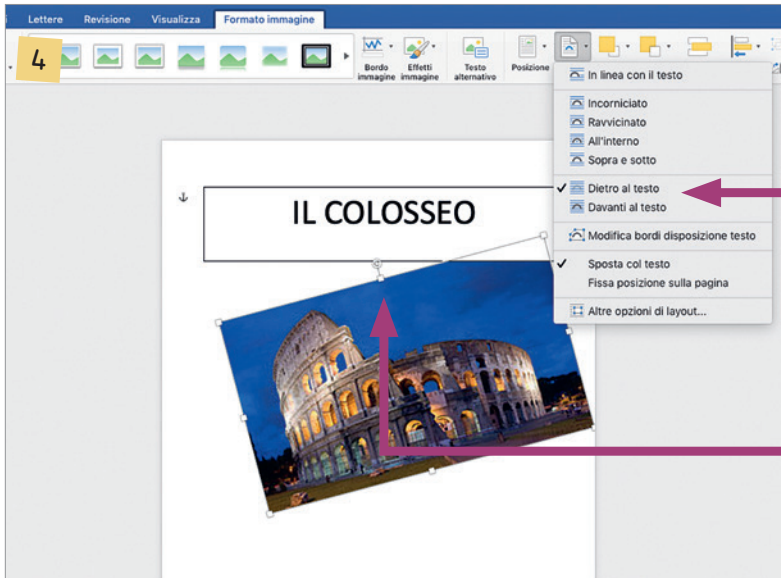 Lettere Revisione Visualizza Formato immagine
4
Bordo immagine
Effetti immagine
Testo alternativo
Posizione
In linea con il testo
Incorniciato
Ravvicinato
All'interno
Sopra e sotto
Dietro al testo
Davanti al testo
Modifica bordi disposizione testo
Sposta col testo
Fissa posizione sulla pagina
Altre opzioni di layout...
IL COLOSSEO